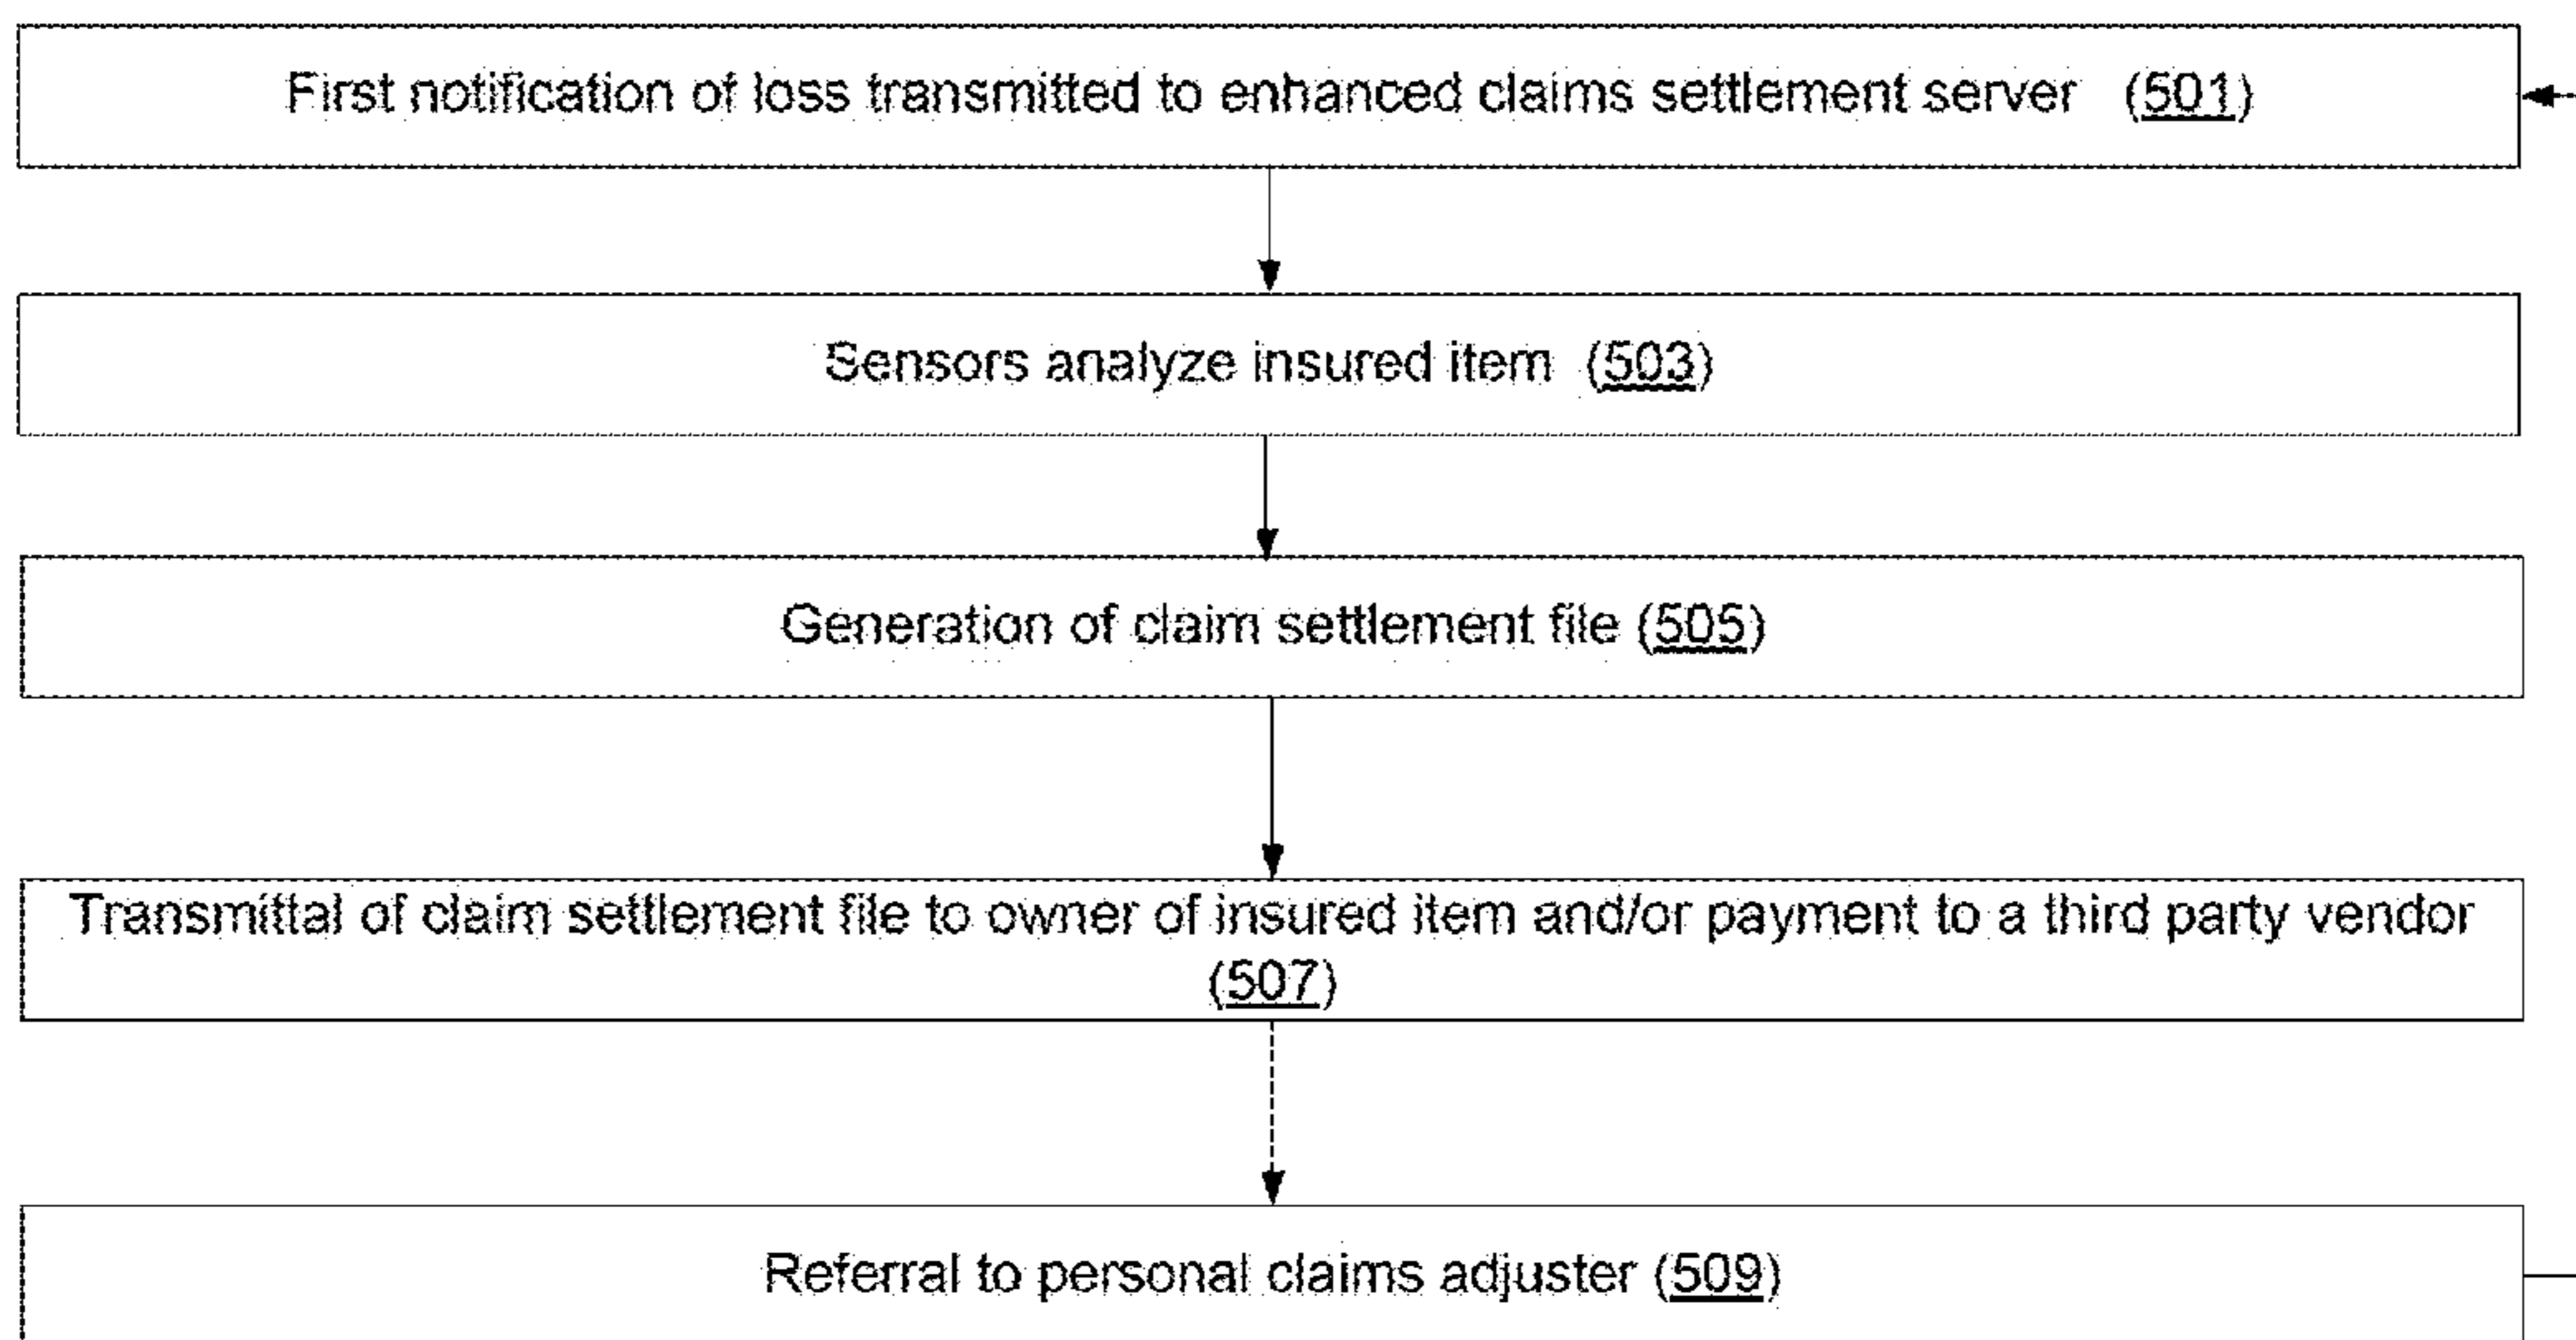 First notification of loss transmitted to enhanced claims settlement server (501)
Sensors analyze insured item (503)
Generation of claim settlement file (505)
Transmittal of claim settlement file to owner of insured item and/or payment to a third party vendor
(507)
Referral to personal claims adjuster (509)